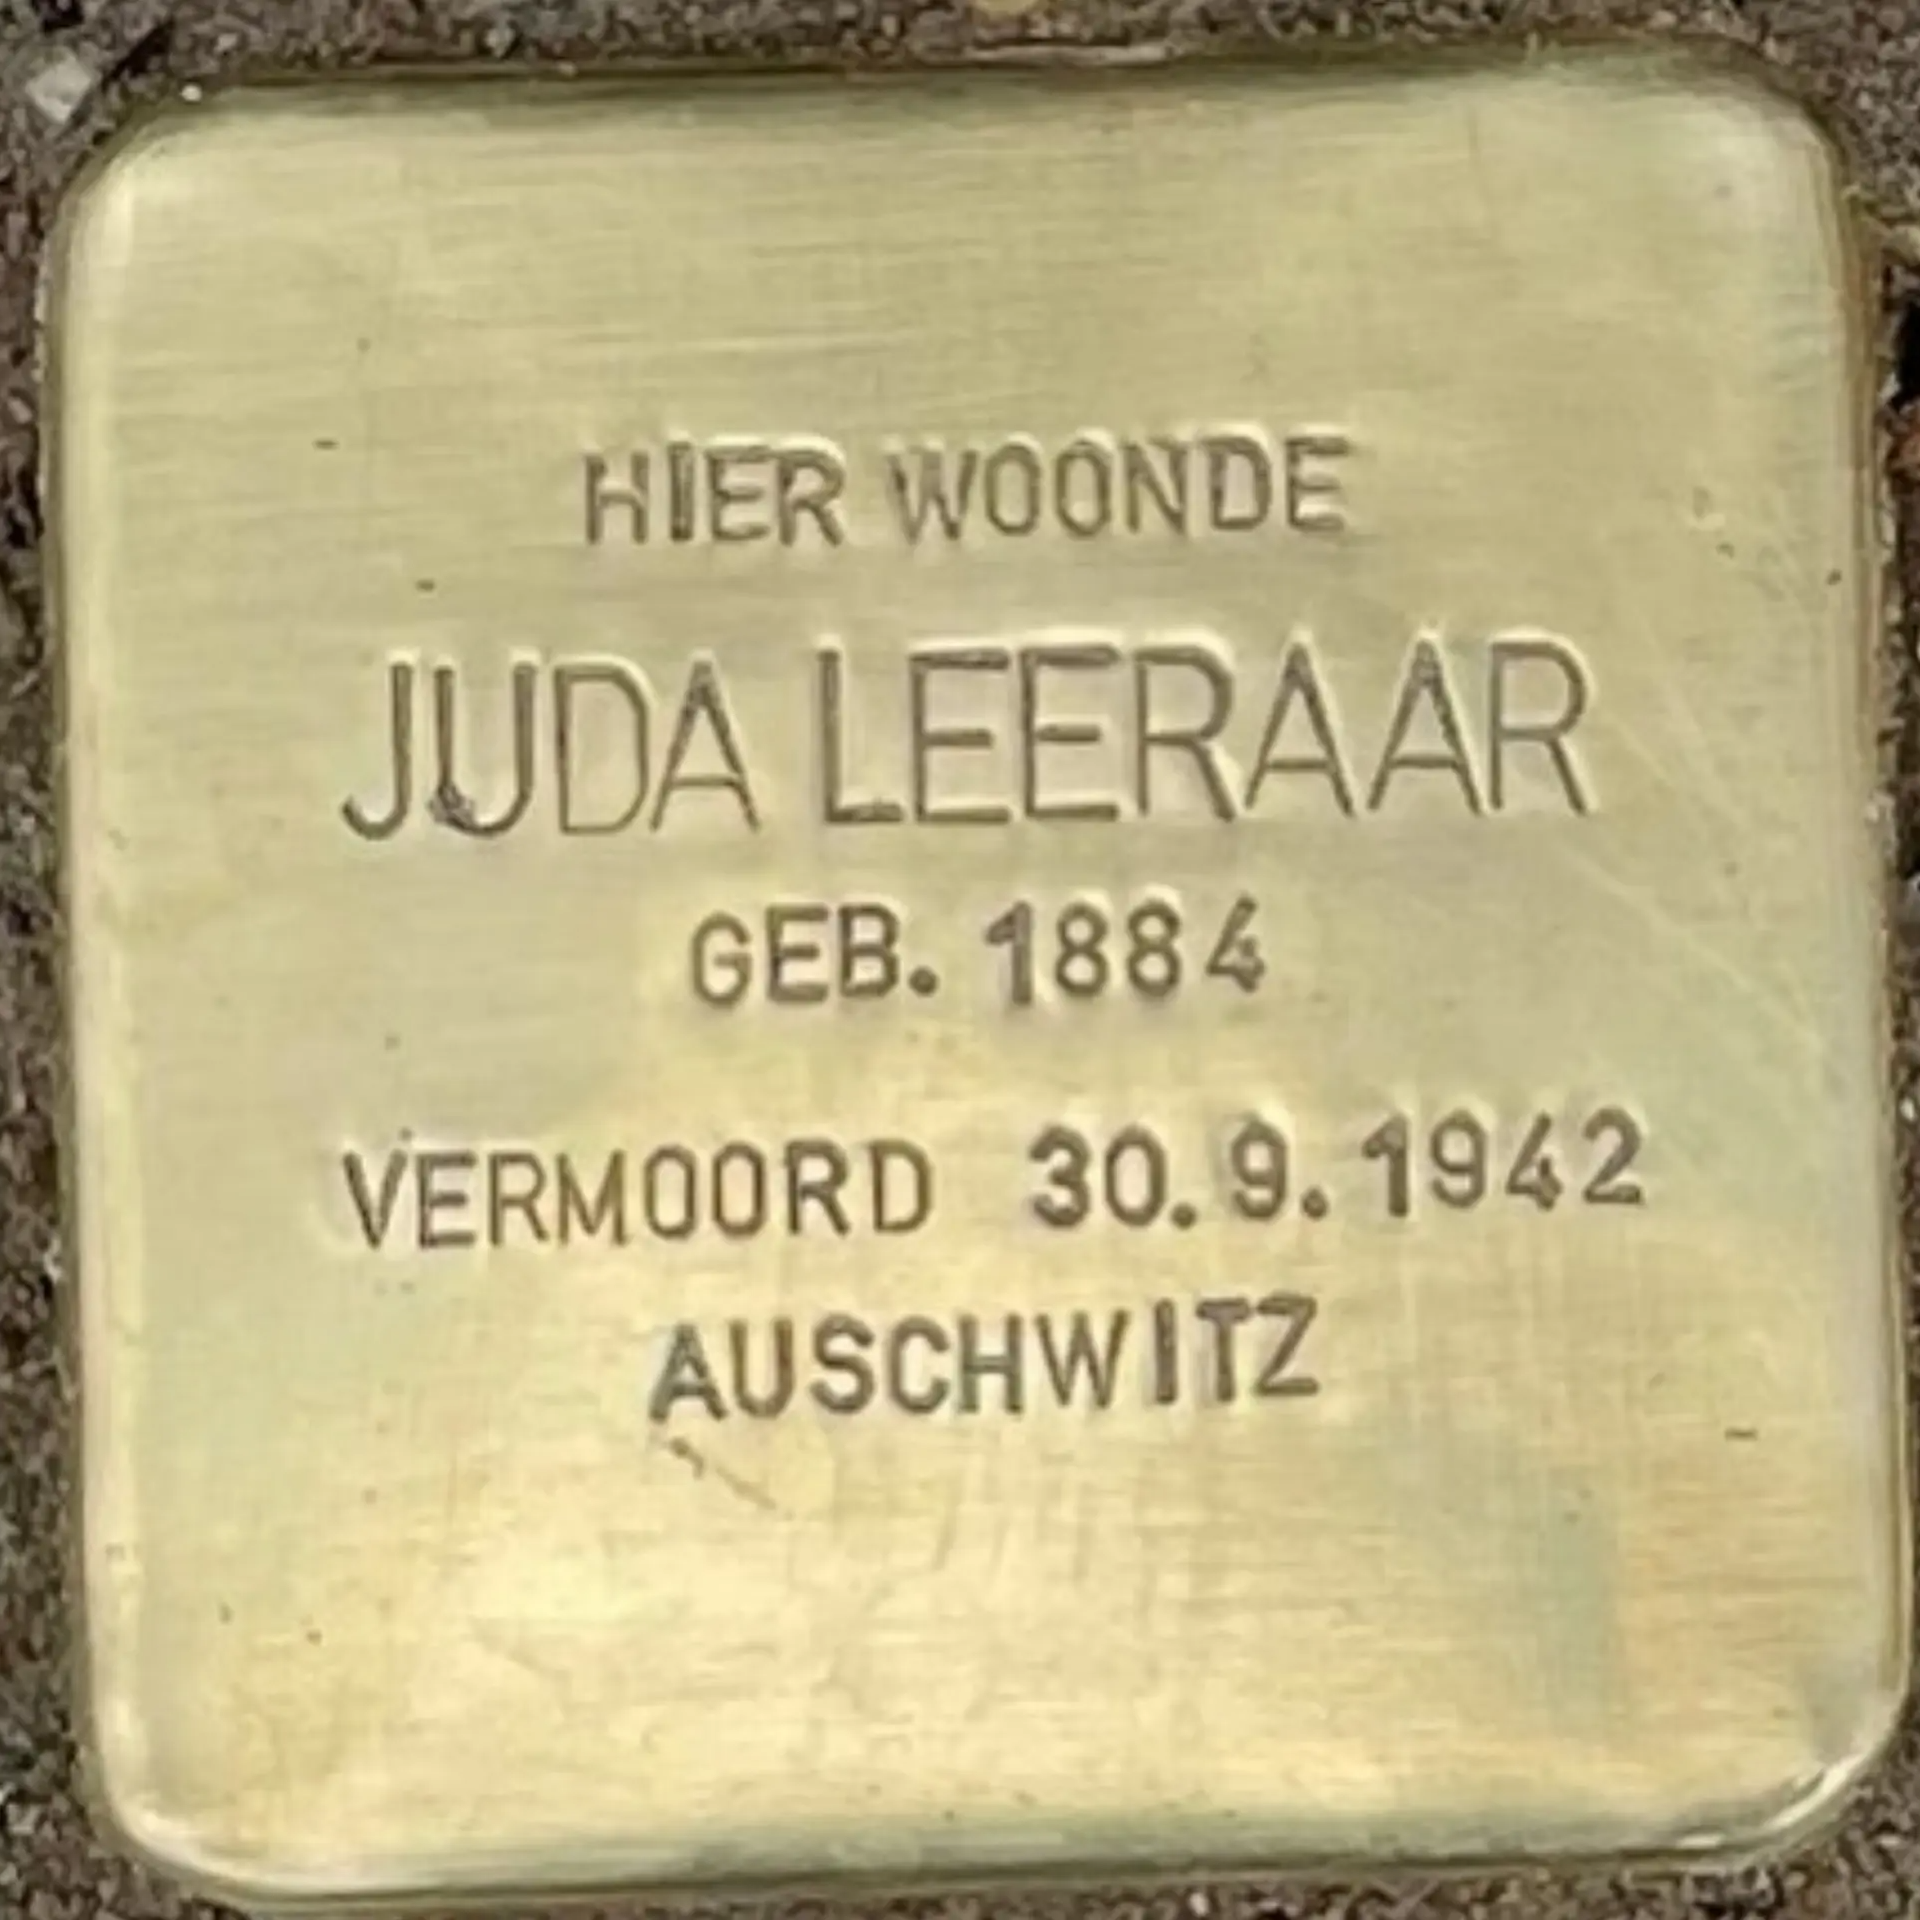 HIER WOONDE
JUDA LEERAAR
GEB. 1884
VERMOORD 30.9.1942
AUSCHWITZ